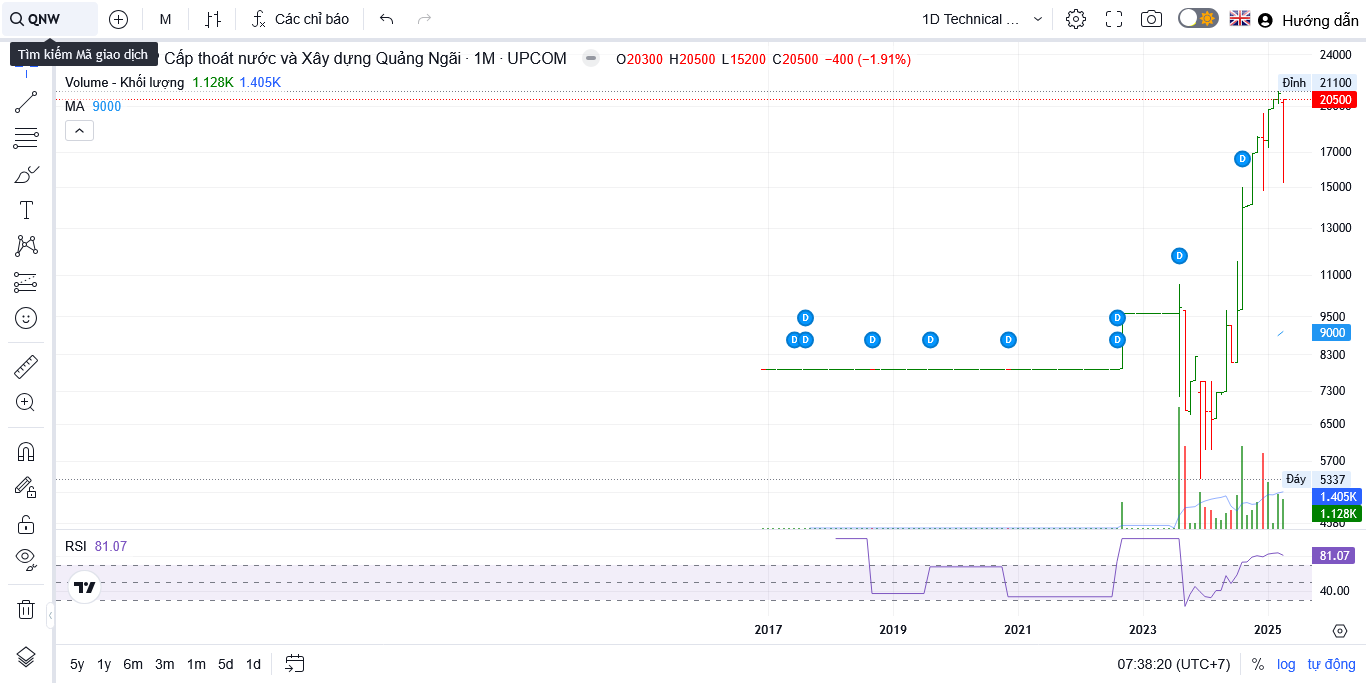 QNW
M
Các chỉ báo
1D Technical ...
Hướng dẫn
Tìm kiếm Mã giao dịch
Cấp thoát nước và Xây dựng Quảng Ngãi · 1M · UPCOM
O20300 H20500 L15200 C20500 −400 (−1.91%)
Volume - Khối lượng 1.128K 1.405K
MA 9000
24000
Đỉnh 21100
20500
17000
15000
13000
11000
9500
9000
8300
7300
6500
5700
Đáy 5337
1.405K
1.128K
D
D
D
D
D
D
D
D
D
D
RSI 81.07
81.07
40.00
2017
2019
2021
2023
2025
5y 1y 6m 3m 1m 5d 1d
07:38:20 (UTC+7)
% log tự động